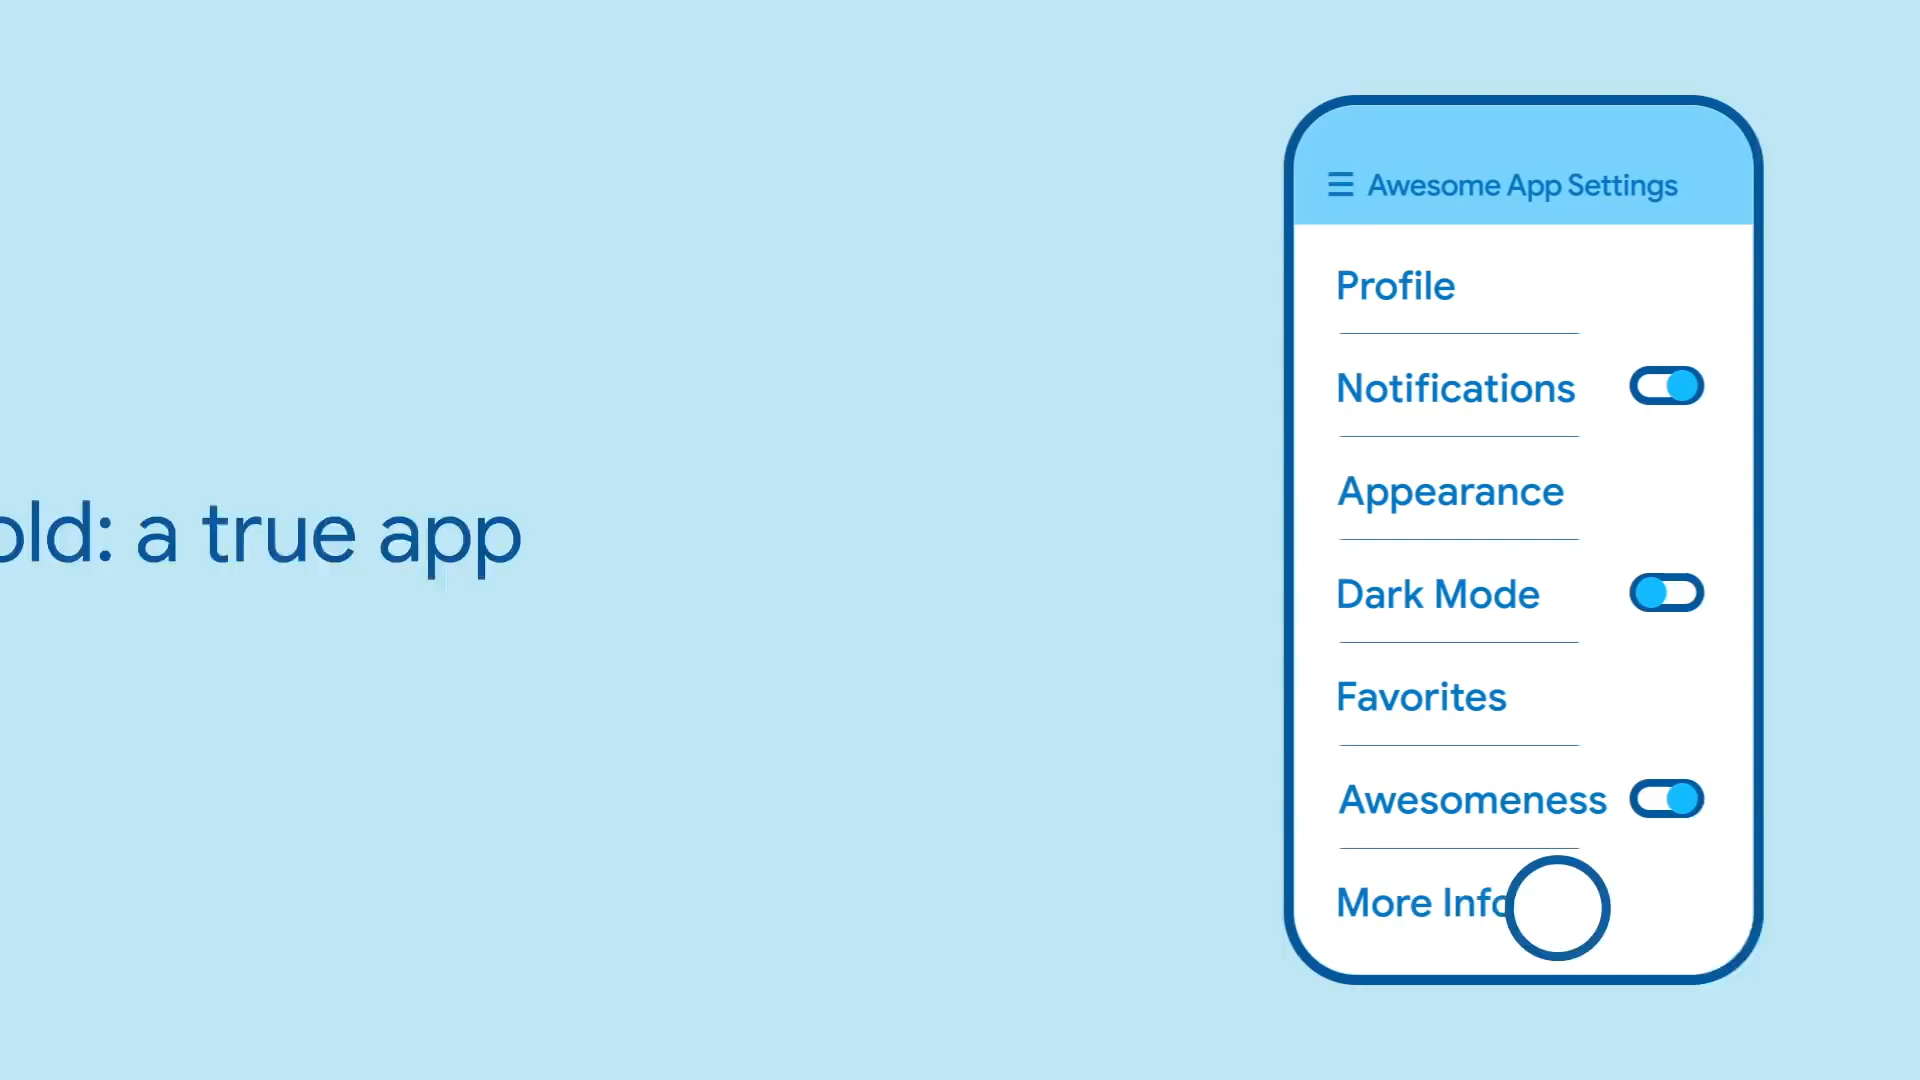 old: a true app
Awesome App Settings
Profile
Notifications
Appearance
Dark Mode
Favorites
Awesomeness
More Info